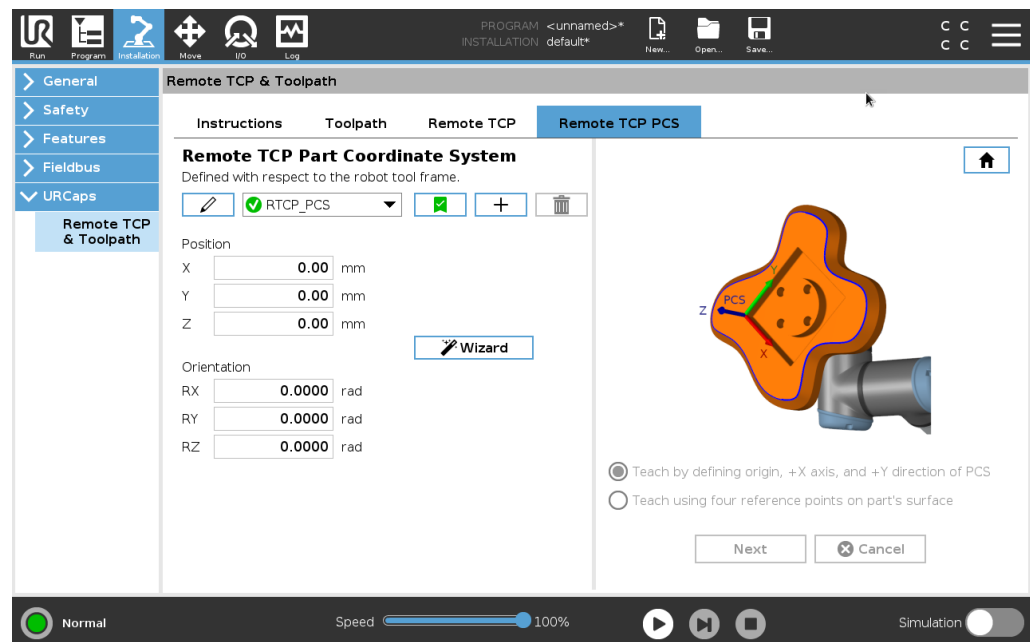 PROGRAM <unnamed>*
INSTALLATION default*
C C
C C
Run Program Installation Move I/O Log New... Open... Save...
General
Safety
Features
Fieldbus
URCaps
Remote TCP
& Toolpath
Remote TCP & Toolpath
Instructions Toolpath Remote TCP Remote TCP PCS
Remote TCP Part Coordinate System
Defined with respect to the robot tool frame.
RTCP_PCS
Position
X 0.00 mm
Y 0.00 mm
Z 0.00 mm
Wizard
Orientation
RX 0.0000 rad
RY 0.0000 rad
RZ 0.0000 rad
Y
PCS
Z
X
Teach by defining origin, +X axis, and +Y direction of PCS
Teach using four reference points on part's surface
Next Cancel
Normal Speed 100% Simulation